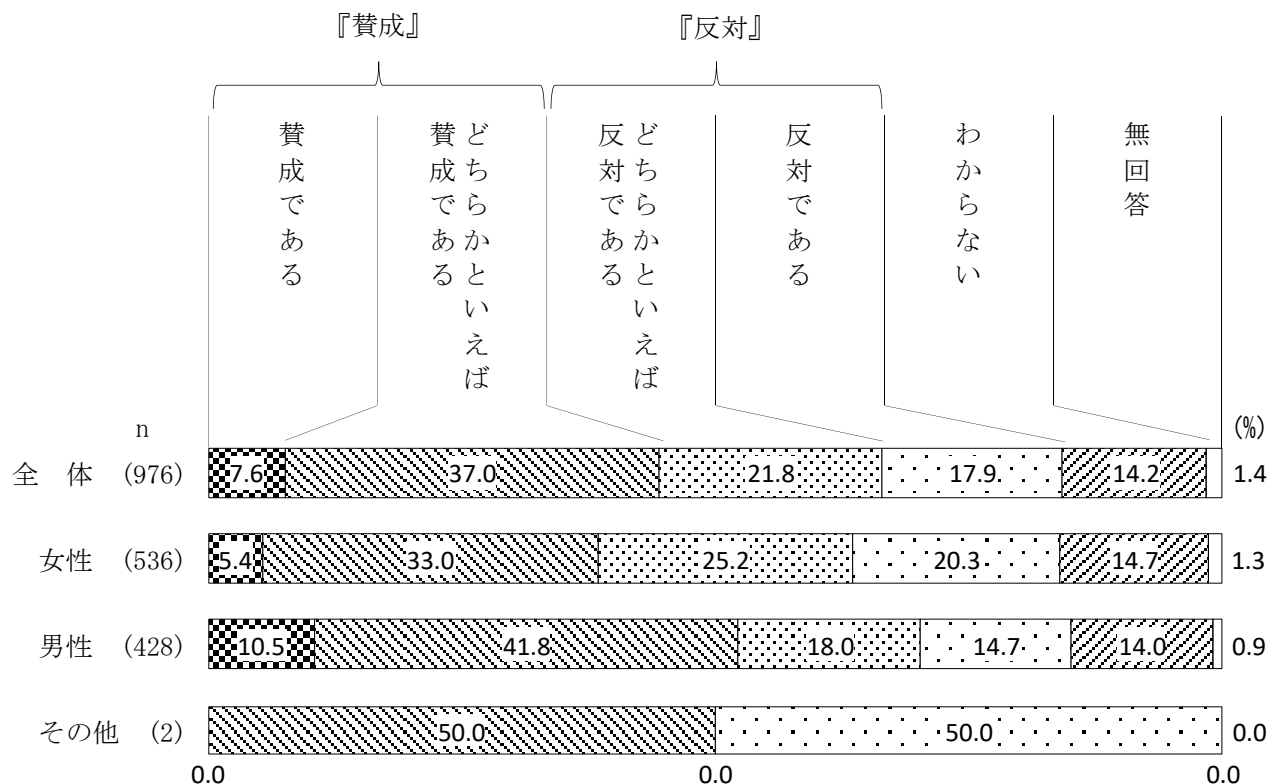 『賛成』 『反対』
賛成である
どちらかといえば
賛成である
どちらかといえば
反対である
反対である
わからない
無回答
n (%)
全 体 (976) 7.6 37.0 21.8 17.9 14.2 1.4
女性 (536) 5.4 33.0 25.2 20.3 14.7 1.3
男性 (428) 10.5 41.8 18.0 14.7 14.0 0.9
その他 (2) 50.0 50.0 0.0
0.0 0.0 0.0